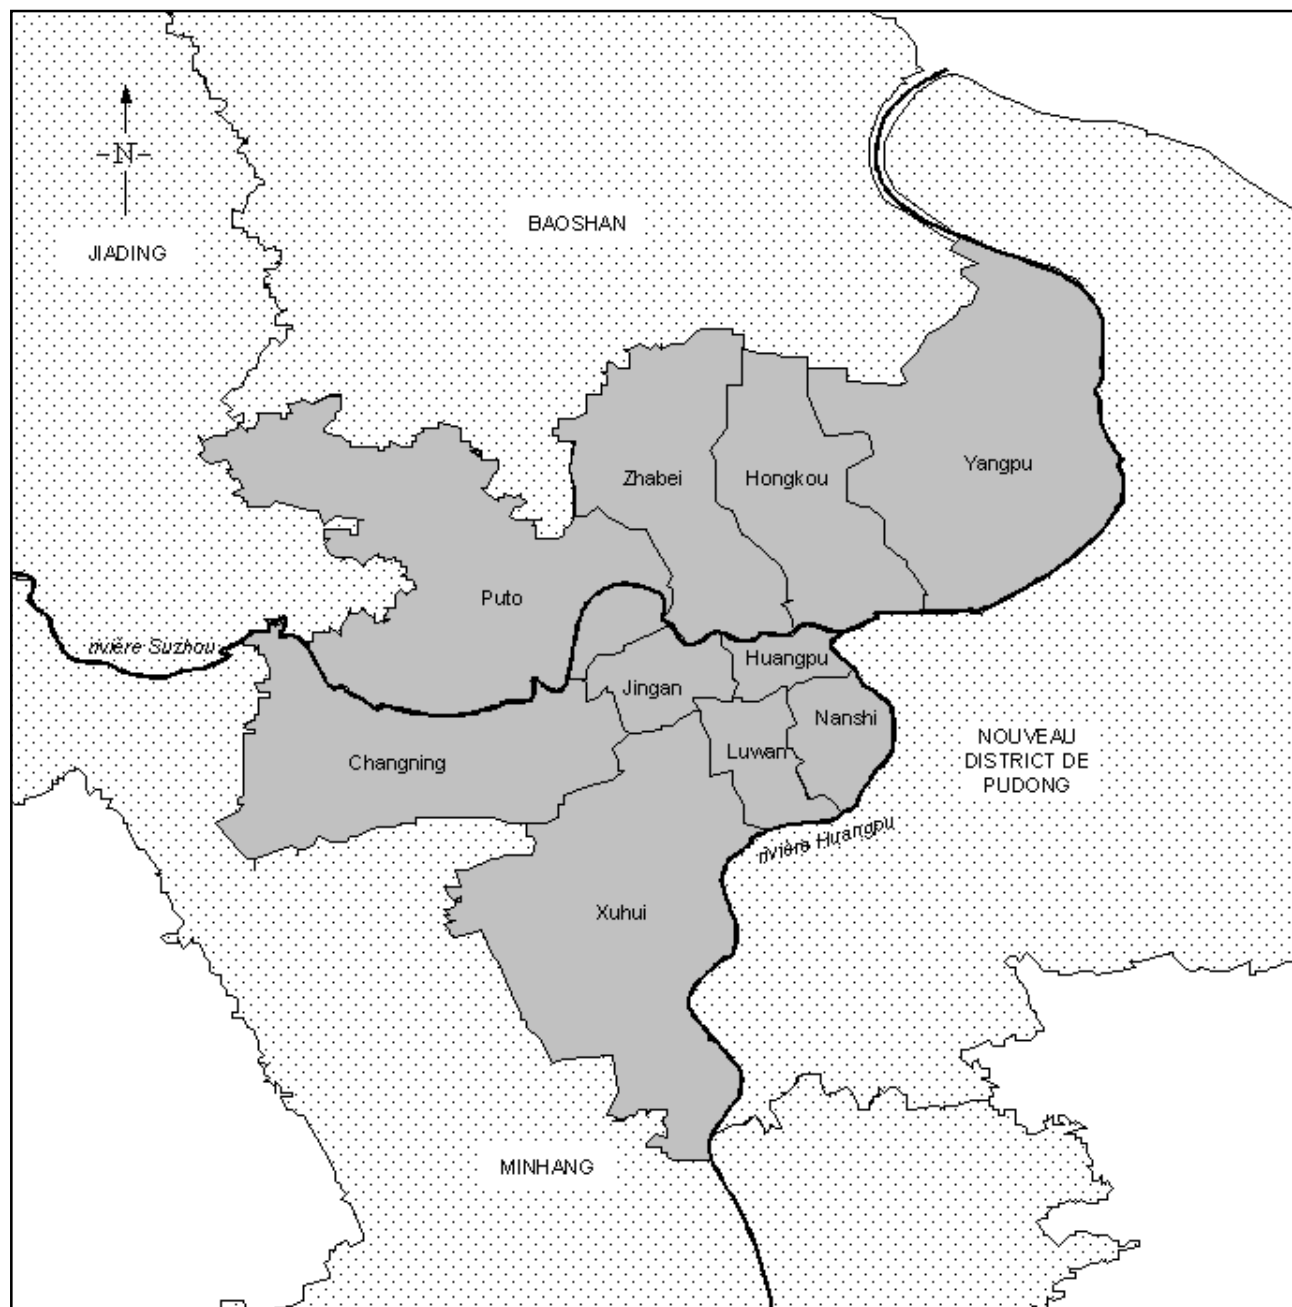 -N-
BAOSHAN
JIADING
Yangpu
Zhabei
Hongkou
Puto
rivière Suzhou
Huangpu
Jingan
Nanshi
Luwan
NOUVEAU
DISTRICT DE
PUDONG
Changning
rivière Huangpu
Xuhui
MINHANG